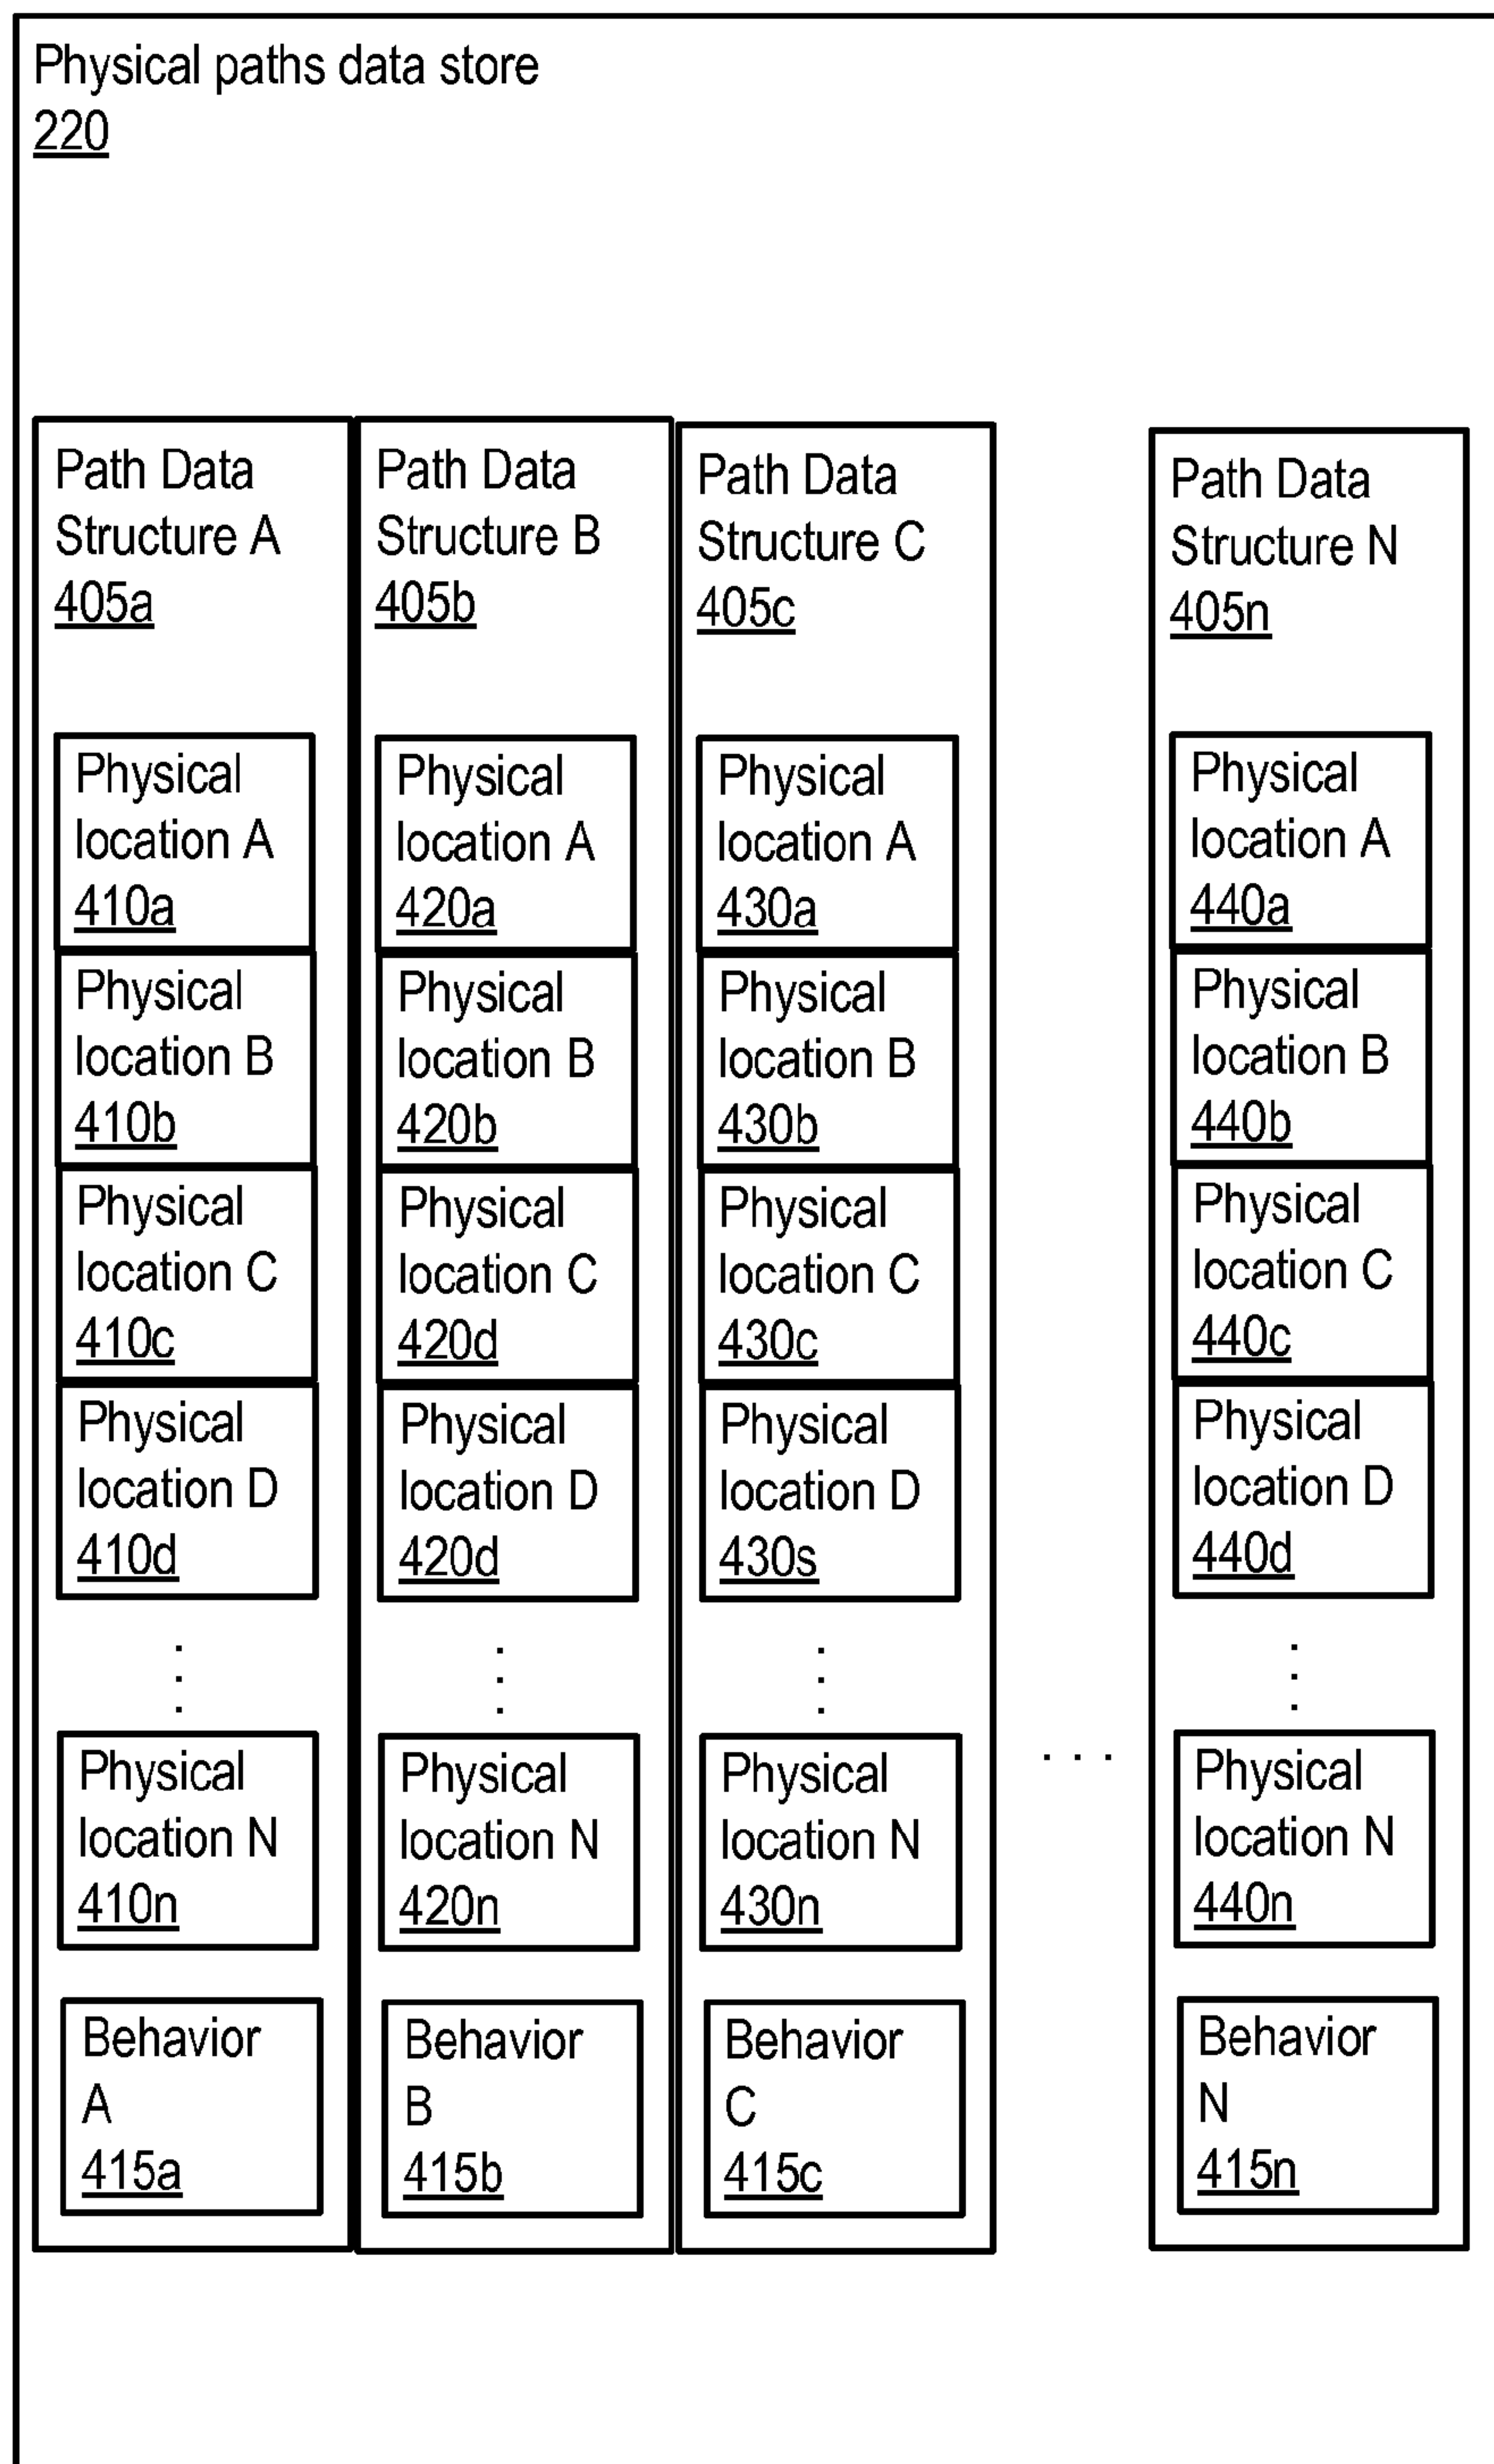 Physical paths data store
220
Path Data
Structure A
405a
Physical
location A
410a
Physical
location B
410b
Physical
location C
410c
Physical
location D
410d
.
.
.
Physical
location N
410n
Behavior
A
415a
Path Data
Structure B
405b
Physical
location A
420a
Physical
location B
420b
Physical
location C
420d
Physical
location D
420d
.
.
.
Physical
location N
420n
Behavior
B
415b
Path Data
Structure C
405c
Physical
location A
430a
Physical
location B
430b
Physical
location C
430c
Physical
location D
430s
.
.
.
Physical
location N
430n
Behavior
C
415c
. . .
Path Data
Structure N
405n
Physical
location A
440a
Physical
location B
440b
Physical
location C
440c
Physical
location D
440d
.
.
.
Physical
location N
440n
Behavior
N
415n